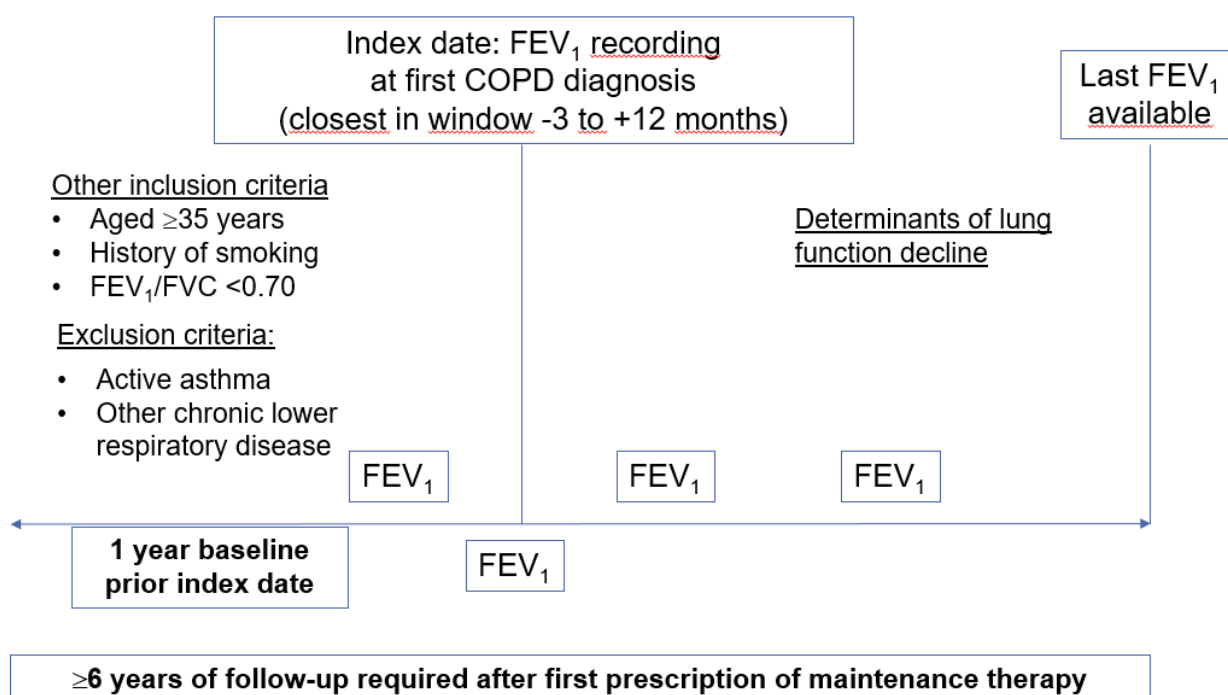 Index date: FEV₁ recording
at first COPD diagnosis
(closest in window -3 to +12 months)
Last FEV₁
available
Other inclusion criteria
• Aged ≥35 years
• History of smoking
• FEV₁/FVC <0.70
Determinants of lung
function decline
Exclusion criteria:
• Active asthma
• Other chronic lower
respiratory disease
FEV₁
FEV₁
FEV₁
1 year baseline
prior index date
FEV₁
≥6 years of follow-up required after first prescription of maintenance therapy